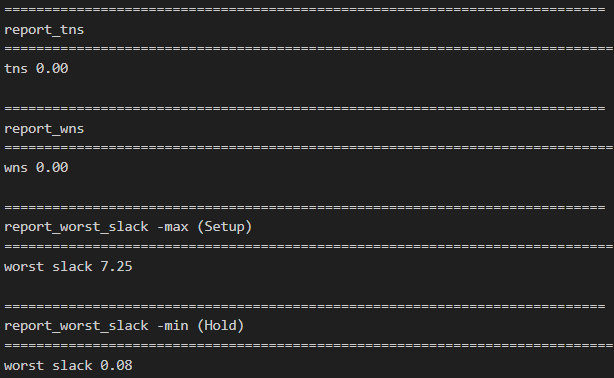 ===========================================================================
report_tns
============================================================================
tns 0.00
===========================================================================
report_wns
============================================================================
wns 0.00
===========================================================================
report_worst_slack -max (Setup)
============================================================================
worst slack 7.25
===========================================================================
report_worst_slack -min (Hold)
============================================================================
worst slack 0.08